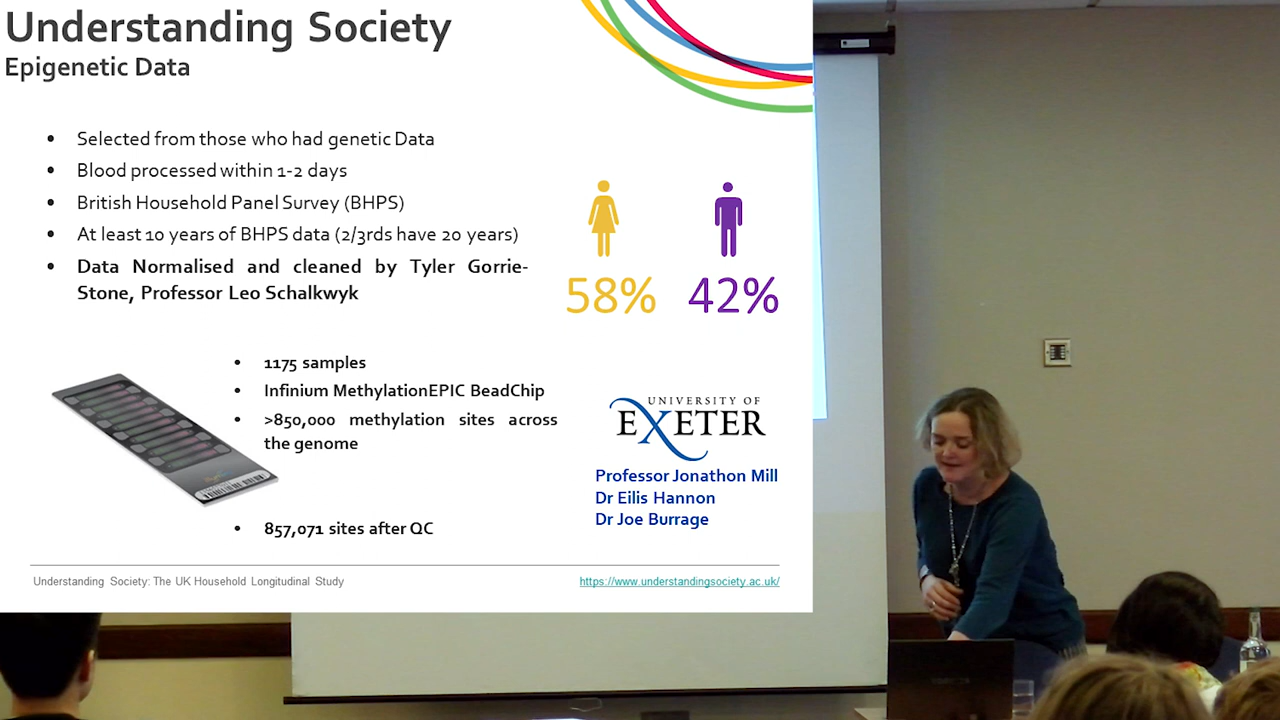 Understanding Society
Epigenetic Data
• Selected from those who had genetic Data
• Blood processed within 1-2 days
• British Household Panel Survey (BHPS)
• At least 10 years of BHPS data (2/3rds have 20 years)
• Data Normalised and cleaned by Tyler Gorrie-
Stone, Professor Leo Schalkwyk
58% 42%
• 1175 samples
• Infinium MethylationEPIC BeadChip
• >850,000 methylation sites across
the genome
• 857,071 sites after QC
UNIVERSITY OF
EXETER
Professor Jonathon Mill
Dr Eilis Hannon
Dr Joe Burrage
Understanding Society: The UK Household Longitudinal Study
https://www.understandingsociety.ac.uk/